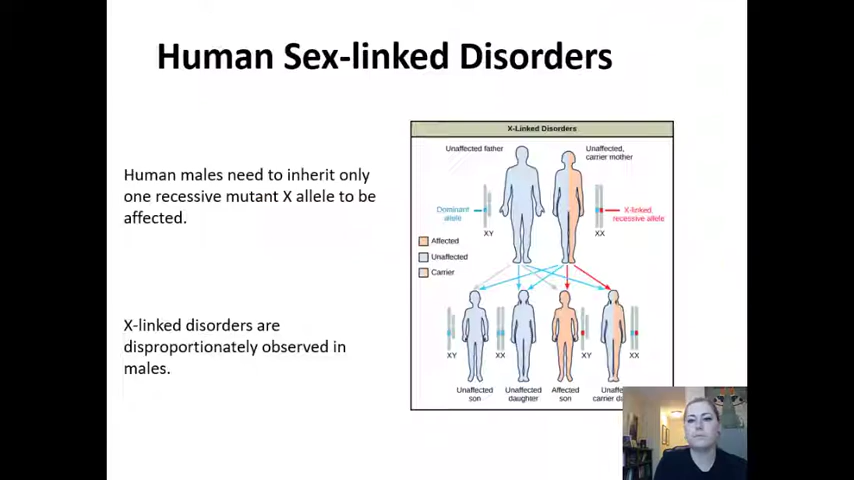 Human Sex-linked Disorders
Human males need to inherit only
one recessive mutant X allele to be
affected.
X-linked disorders are
disproportionately observed in
males.
X-Linked Disorders
Unaffected father
Unaffected,
carrier mother
Dominant
allele
X-linked,
recessive allele
XY
XX
Affected
Unaffected
Carrier
XY
XX
XY
XX
Unaffected
son
Unaffected
daughter
Affected
son
carrier